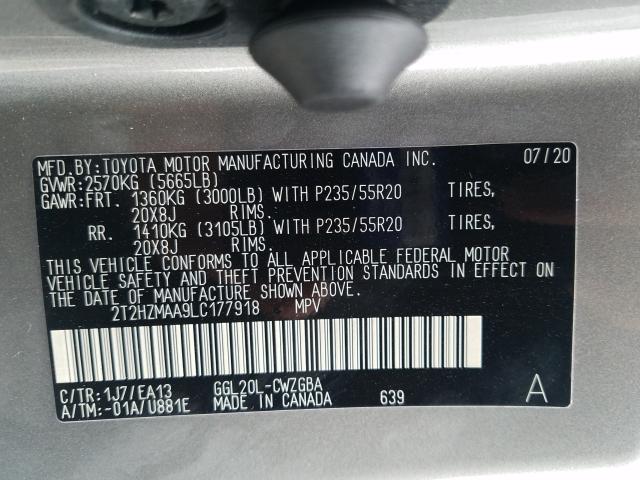 MFD.BY:TOYOTA MOTOR MANUFACTURING CANADA INC. 07/20
GVWR:2570KG (5665LB)
GAWR:FRT. 1360KG (3000LB) WITH P235/55R20 TIRES,
20X8J RIMS.
RR. 1410KG (3105LB) WITH P235/55R20 TIRES,
20X8J RIMS.
THIS VEHICLE CONFORMS TO ALL APPLICABLE FEDERAL MOTOR
VEHICLE SAFETY AND THEFT PREVENTION STANDARDS IN EFFECT ON
THE DATE OF MANUFACTURE SHOWN ABOVE.
2T2HZMAA9LC177918 MPV
C/TR: 1J7/EA13 GGL20L-CWZGBA
A/TM:-01A/U881E MADE IN CANADA 639 A